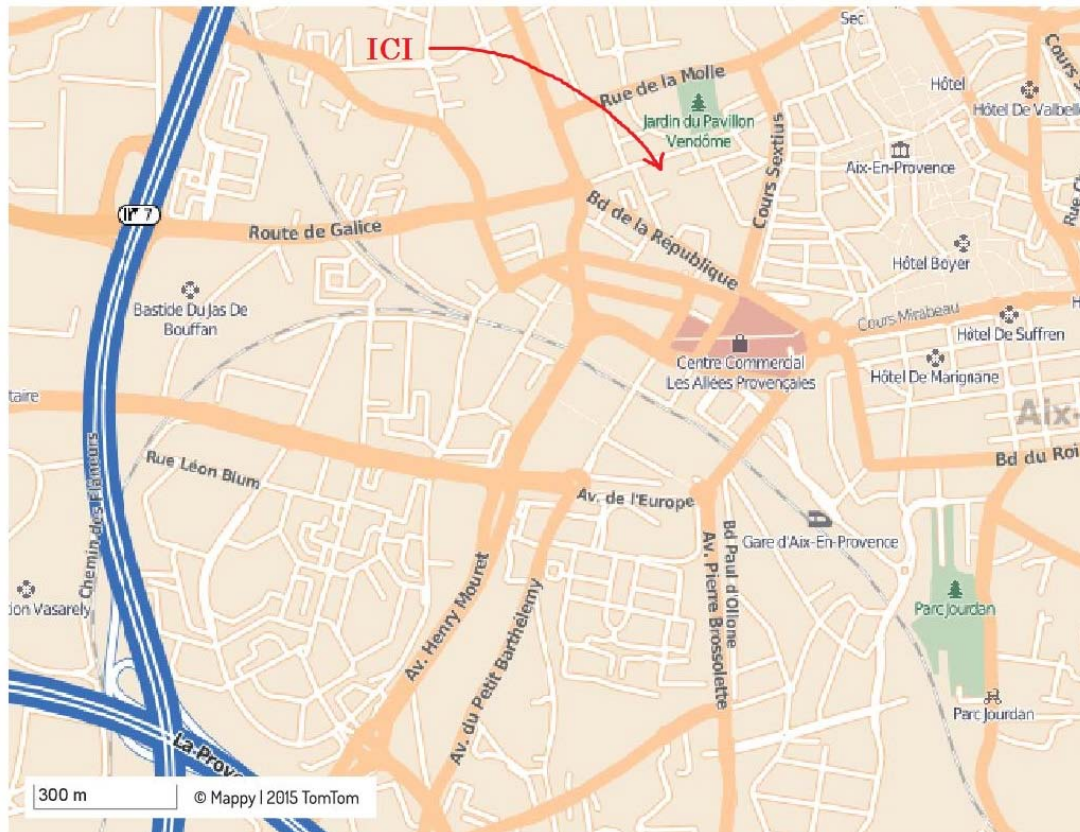 Sec
ICI
Rue de la Molle
Cours
Hôtel
Hôtel De Valbelle
Jardin du Pavillon
Vendôme
Cours Sextius
Aix-En-Provence
7
Route de Galice
Bd de la République
Hôtel Boyer
Bastide Du Jas De
Bouffan
Cours Mirabeau
Hôtel De Suffren
Centre Commercial
Les Allées Provençales
Hôtel De Marignane
taire
Aix-
Bd du Roi
Rue Léon Blum
Chemin des Flaneurs
Av. de l'Europe
Gare d'Aix-En-Provence
Bd Paul d'Ollone
Av. Pierre Brossolette
ion Vasarely
Parc Jourdan
Av. Henry Mouret
Av. du Petit Barthélemy
Parc Jourdan
La Prove
300 m
© Mappy | 2015 TomTom